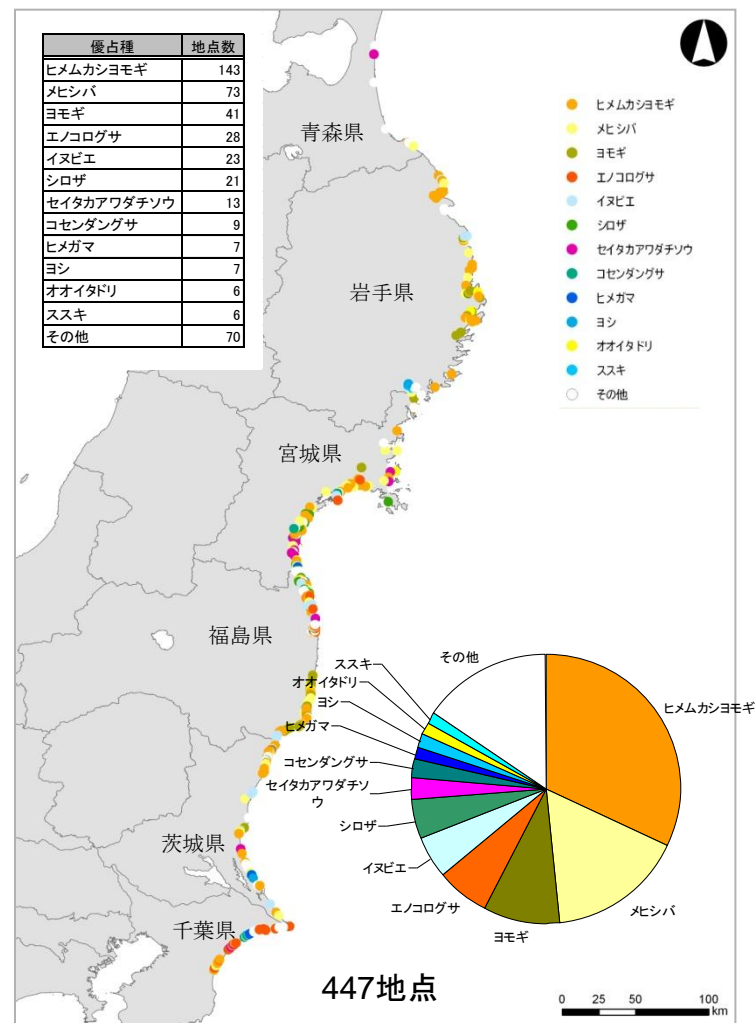 優占種 地点数
ヒメムカシヨモギ 143
メヒシバ 73
ヨモギ 41
エノコログサ 28
イヌビエ 23
シロザ 21
セイタカアワダチソウ 13
コセンダングサ 9
ヒメガマ 7
ヨシ 7
オオイタドリ 6
ススキ 6
その他 70
青森県
岩手県
宮城県
福島県
茨城県
千葉県
ヒメムカシヨモギ
メヒシバ
ヨモギ
エノコログサ
イヌビエ
シロザ
セイタカアワダチソウ
コセンダングサ
ヒメガマ
ヨシ
オオイタドリ
ススキ
その他
その他
ススキ
オオイタドリ
ヨシ
ヒメガマ
コセンダングサ
セイタカアワダチソ
ウ
シロザ
イヌビエ
エノコログサ
ヨモギ
メヒシバ
ヒメムカシヨモギ
447地点
0 25 50 100
km